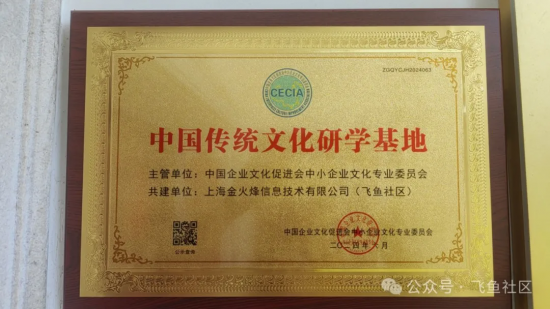 CECIA
中国传统文化研学基地
主管单位：中国企业文化促进会中小企业文化专业委员会
共建单位：上海金火烽信息技术有限公司（飞鱼社区）
中国企业文化促进会中小企业文化专业委员会
二〇二四年 月
公众号·飞鱼社区